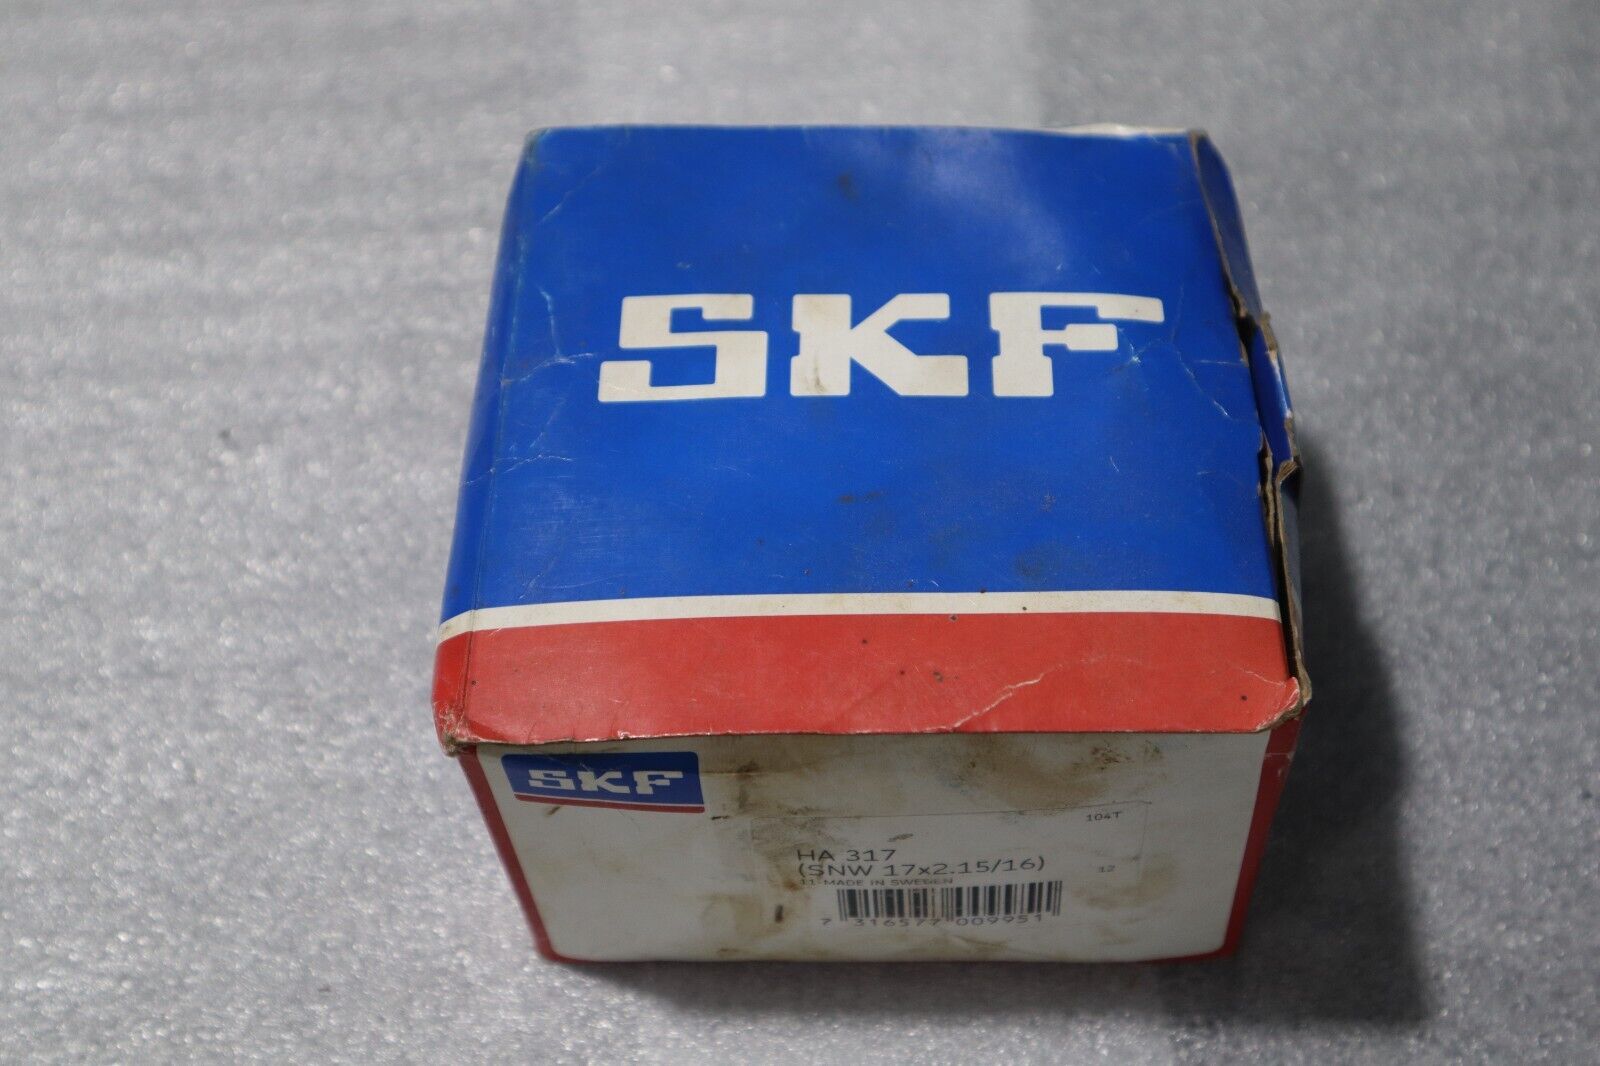 SKF
SKF
104T
HA 317
(SNW 17x2.15/16)
12
11-MADE IN SWEDEN
7 316577 009951